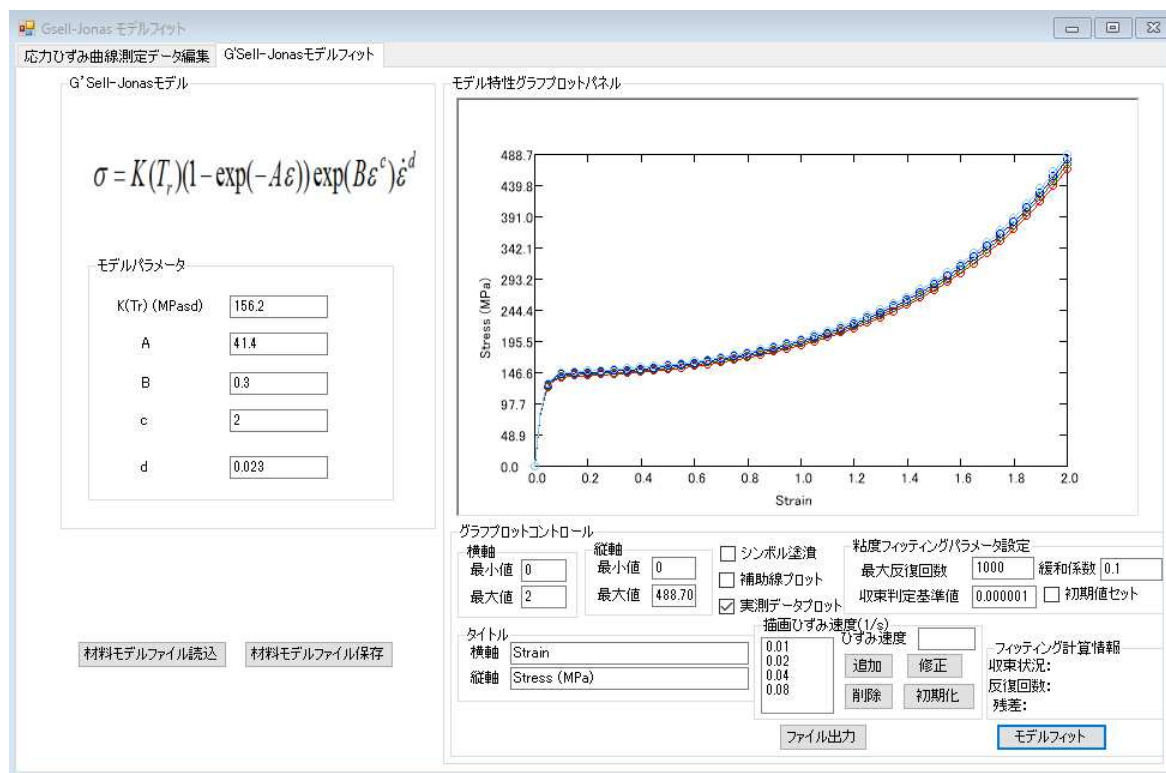 Gsell-Jonas モデルフィット
応力ひずみ曲線測定データ編集 G'Sell-Jonasモデルフィット
G'Sell-Jonasモデル
σ = K(Tr)(1−exp(−Aε))exp(Bε^c)ε̇^d
モデルパラメータ
K(Tr) (MPasd) 156.2
A 41.4
B 0.3
c 2
d 0.023
材料モデルファイル読込 材料モデルファイル保存
モデル特性グラフプロットパネル
488.7
439.8
391.0
342.1
293.2
244.4
195.5
146.6
97.7
48.9
0.0
Stress (MPa)
0.0 0.2 0.4 0.6 0.8 1.0 1.2 1.4 1.6 1.8 2.0
Strain
グラフプロットコントロール
横軸
最小値 0
最大値 2
縦軸
最小値 0
最大値 488.70
シンボル塗潰
補助線プロット
実測データプロット
粘度フィッティングパラメータ設定
最大反復回数 1000 緩和係数 0.1
収束判定基準値 0.000001 初期値セット
タイトル
横軸 Strain
縦軸 Stress (MPa)
描画ひずみ速度(1/s)
0.01
0.02
0.04
0.08
ひずみ速度
追加 修正
削除 初期化
フィッティング計算情報
収束状況:
反復回数:
残差:
ファイル出力 モデルフィット